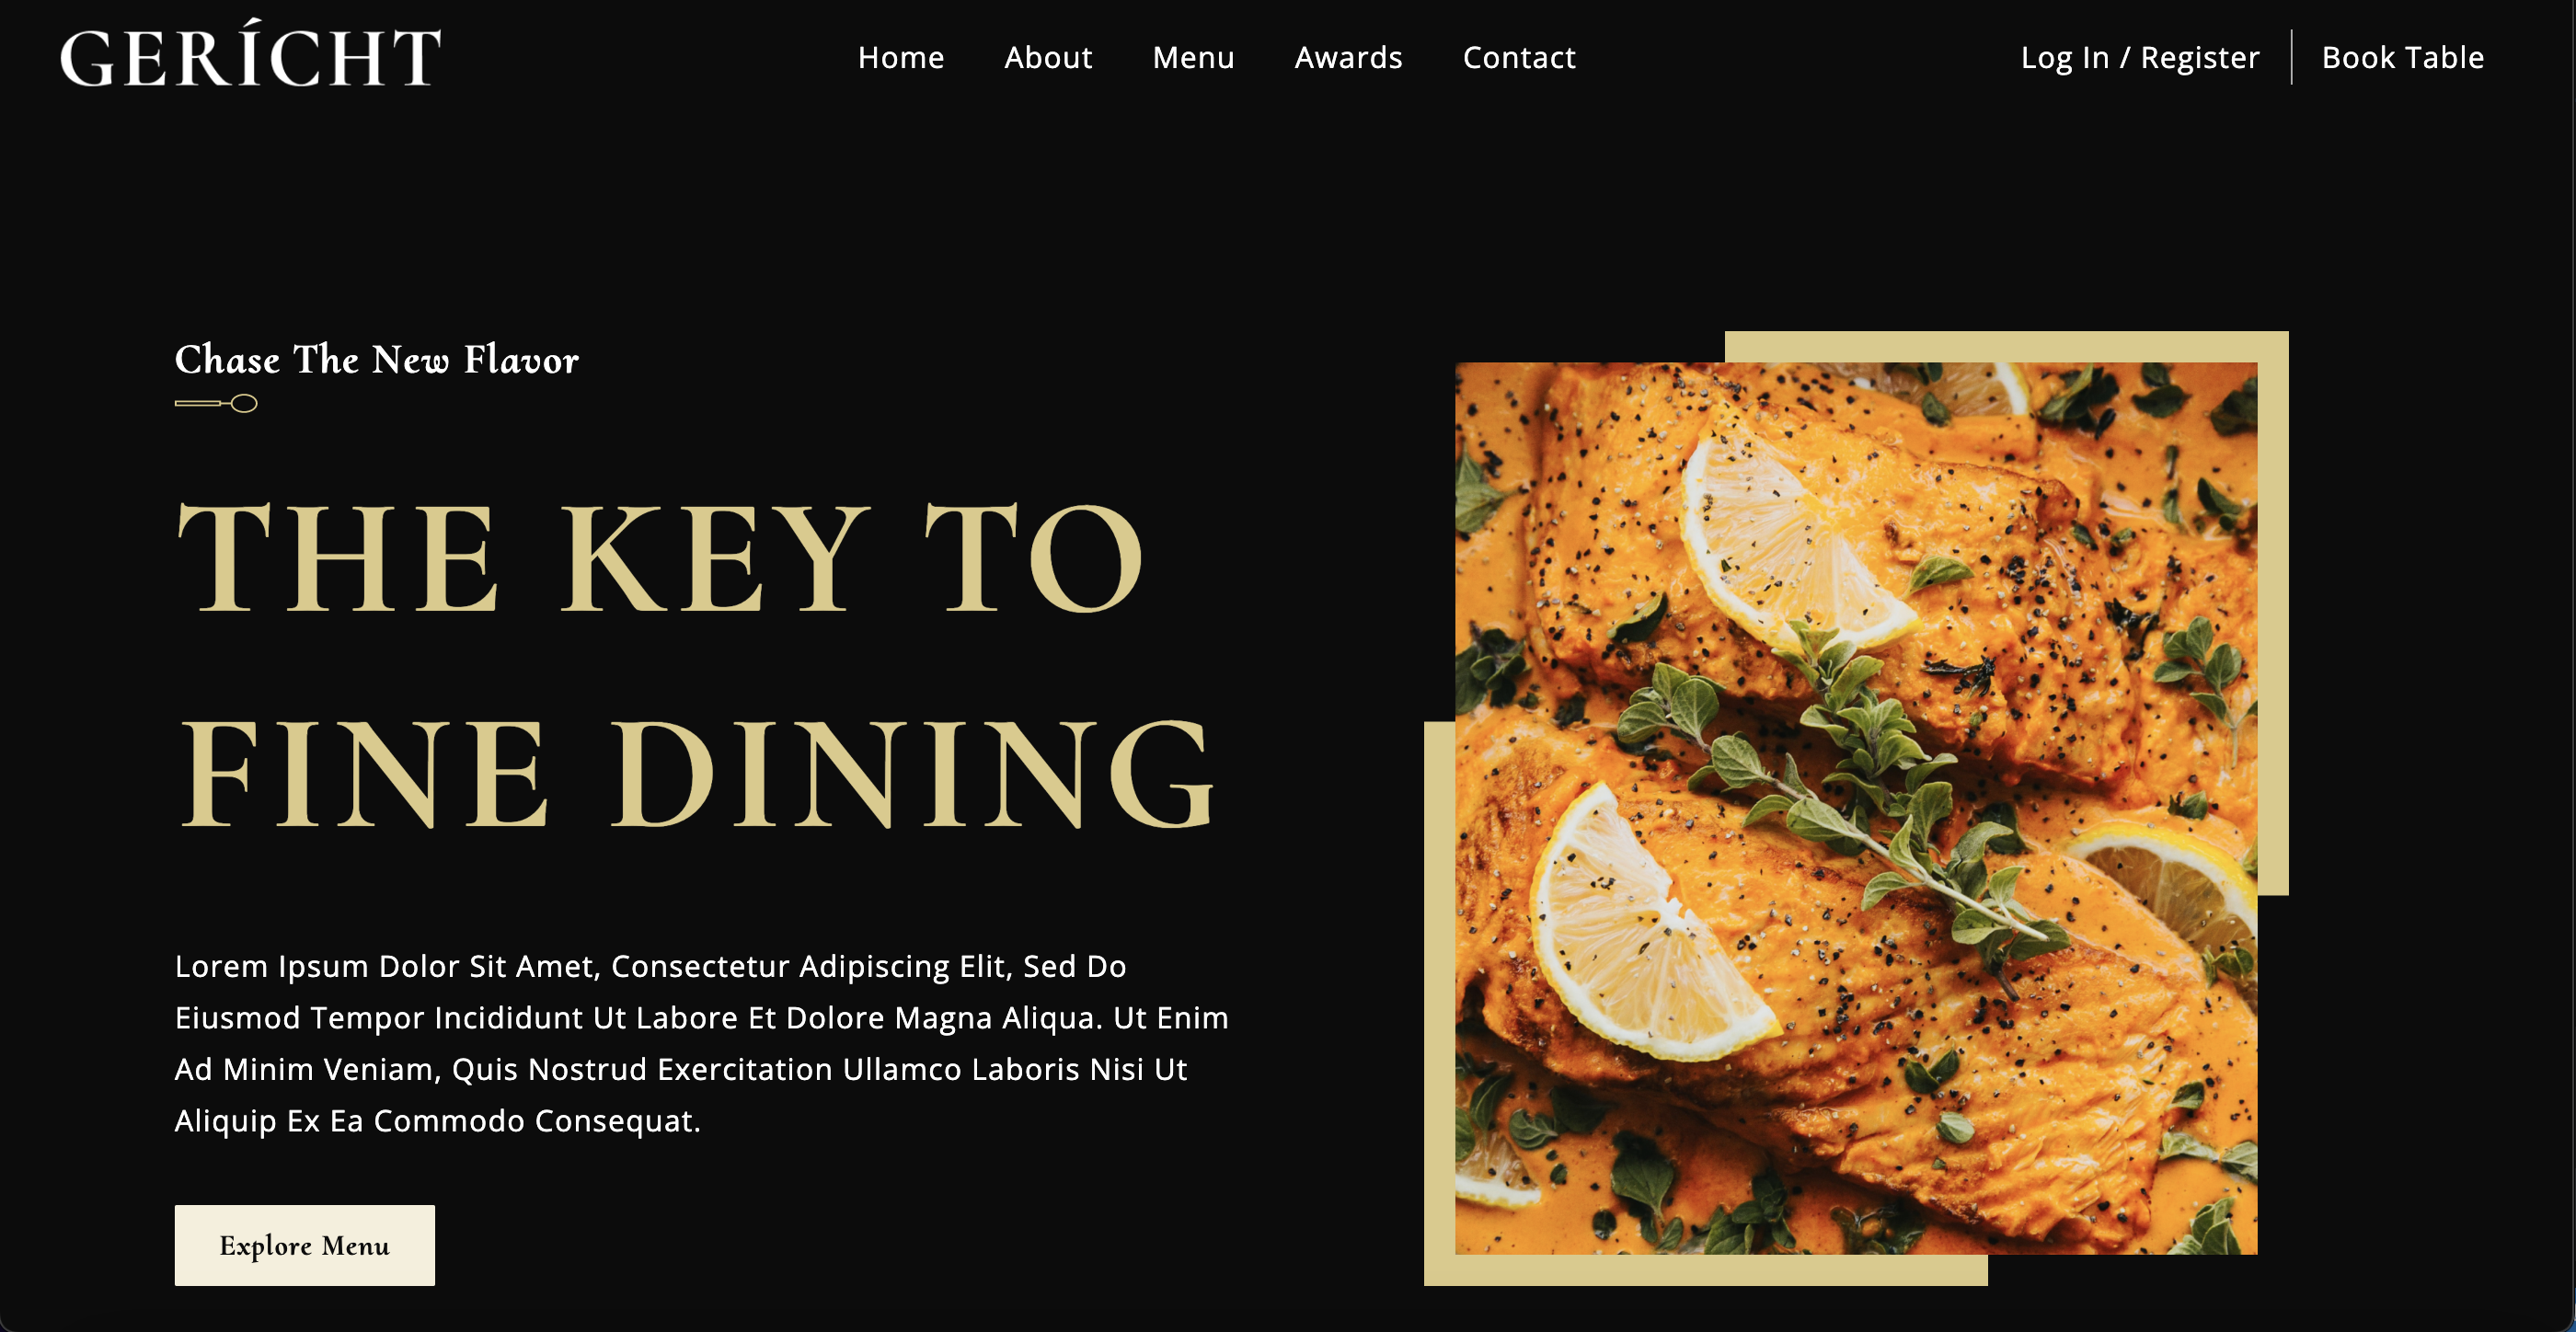 GERÍCHT
Home About Menu Awards Contact
Log In / Register Book Table
Chase The New Flavor
THE KEY TO
FINE DINING
Lorem Ipsum Dolor Sit Amet, Consectetur Adipiscing Elit, Sed Do
Eiusmod Tempor Incididunt Ut Labore Et Dolore Magna Aliqua. Ut Enim
Ad Minim Veniam, Quis Nostrud Exercitation Ullamco Laboris Nisi Ut
Aliquip Ex Ea Commodo Consequat.
Explore Menu